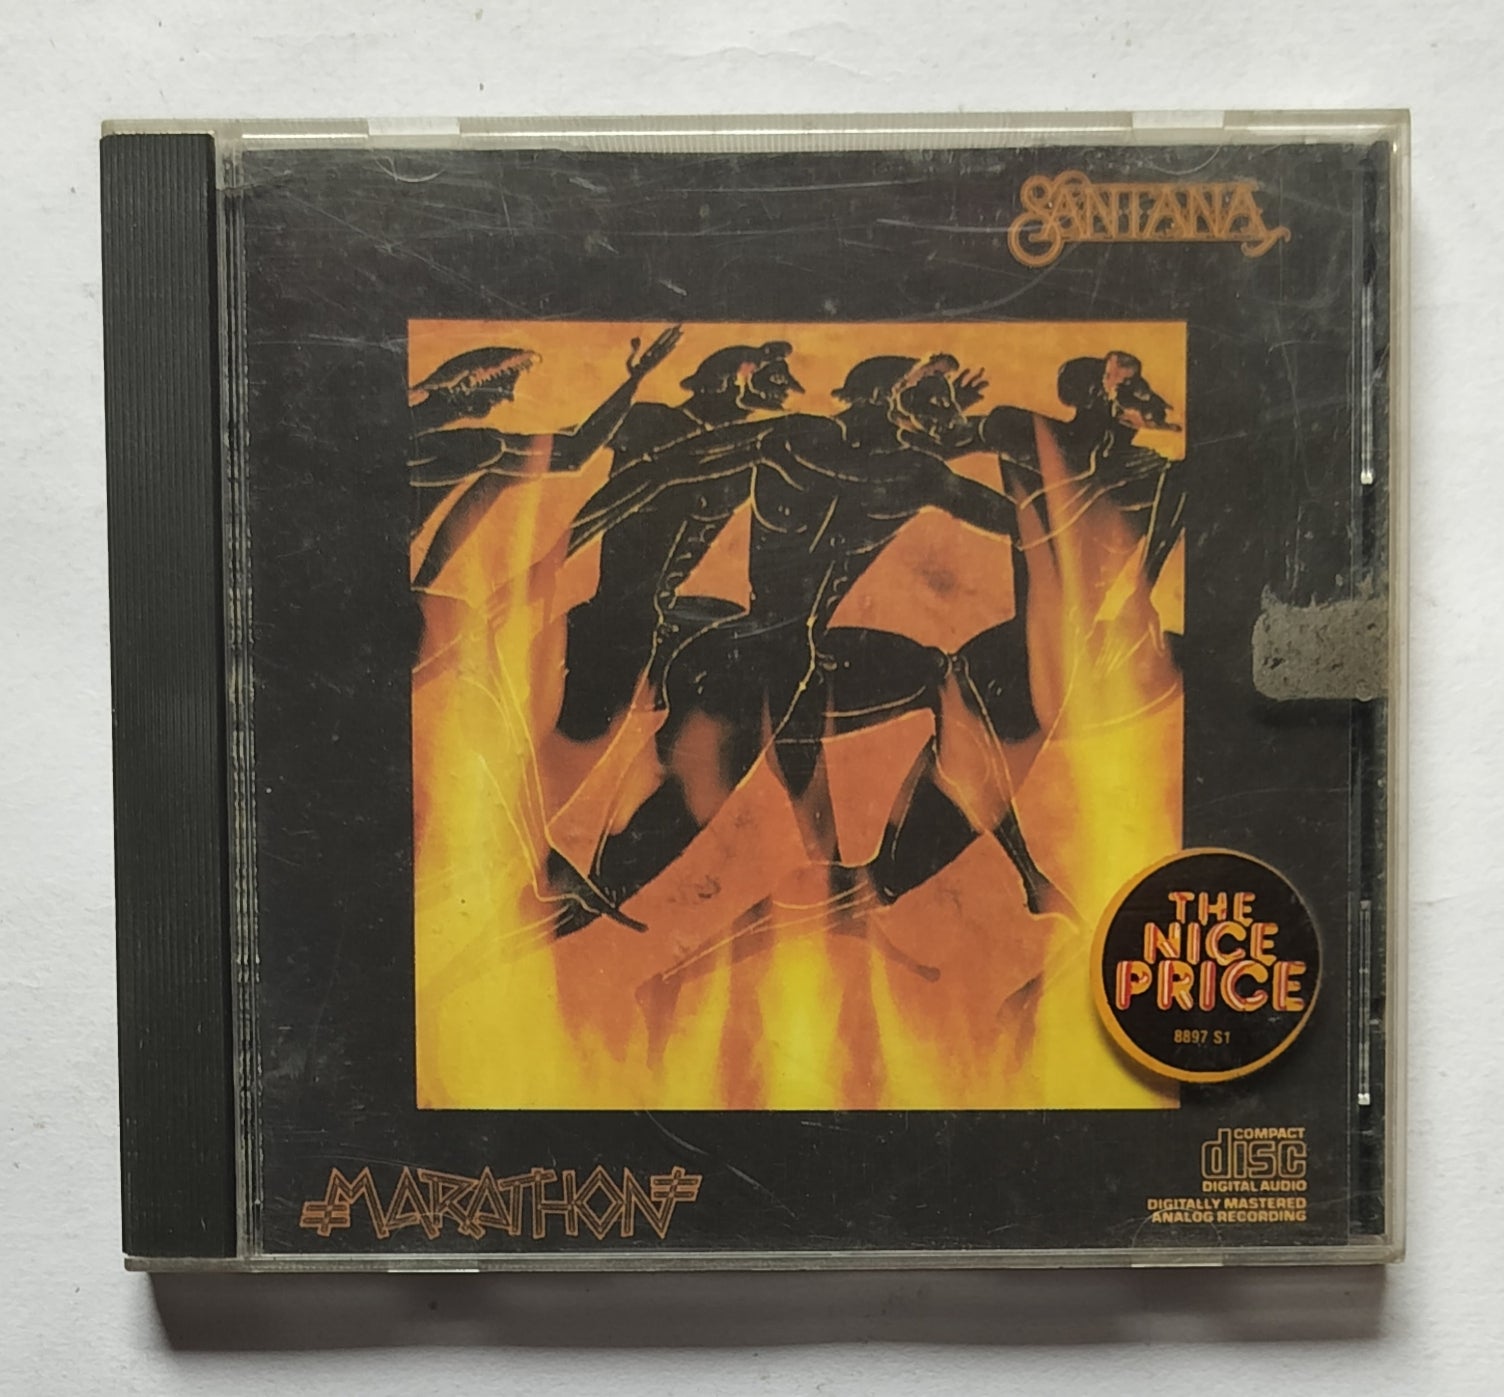 SANTANA
THE
NICE
PRICE
8897 S1
COMPACT
disc
DIGITAL AUDIO
DIGITALLY MASTERED
ANALOG RECORDING
MARATHON